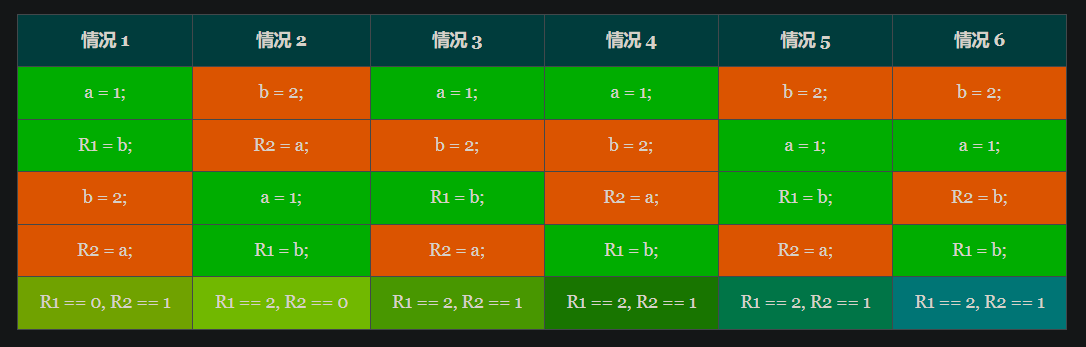 情况 1 情况 2 情况 3 情况 4 情况 5 情况 6
a = 1; b = 2; a = 1; a = 1; b = 2; b = 2;
R1 = b; R2 = a; b = 2; b = 2; a = 1; a = 1;
b = 2; a = 1; R1 = b; R2 = a; R1 = b; R2 = b;
R2 = a; R1 = b; R2 = a; R1 = b; R2 = a; R1 = b;
R1 == 0, R2 == 1 R1 == 2, R2 == 0 R1 == 2, R2 == 1 R1 == 2, R2 == 1 R1 == 2, R2 == 1 R1 == 2, R2 == 1